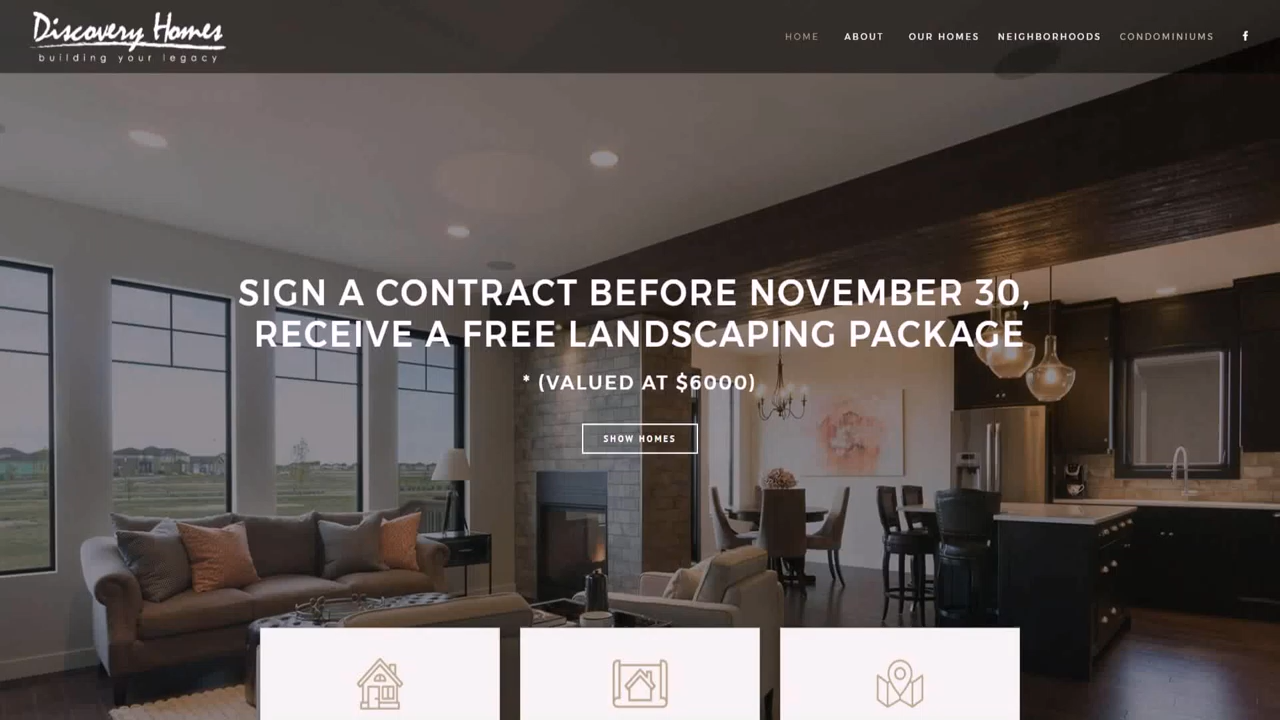 Discovery Homes
building your legacy
HOME ABOUT OUR HOMES NEIGHBORHOODS CONDOMINIUMS f
SIGN A CONTRACT BEFORE NOVEMBER 30,
RECEIVE A FREE LANDSCAPING PACKAGE
* (VALUED AT $6000)
SHOW HOMES